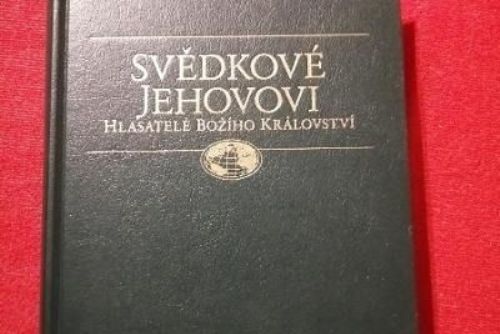 SVĚDKOVÉ
JEHOVOVI
HLASATELÉ BOŽÍHO KRÁLOVSTVÍ